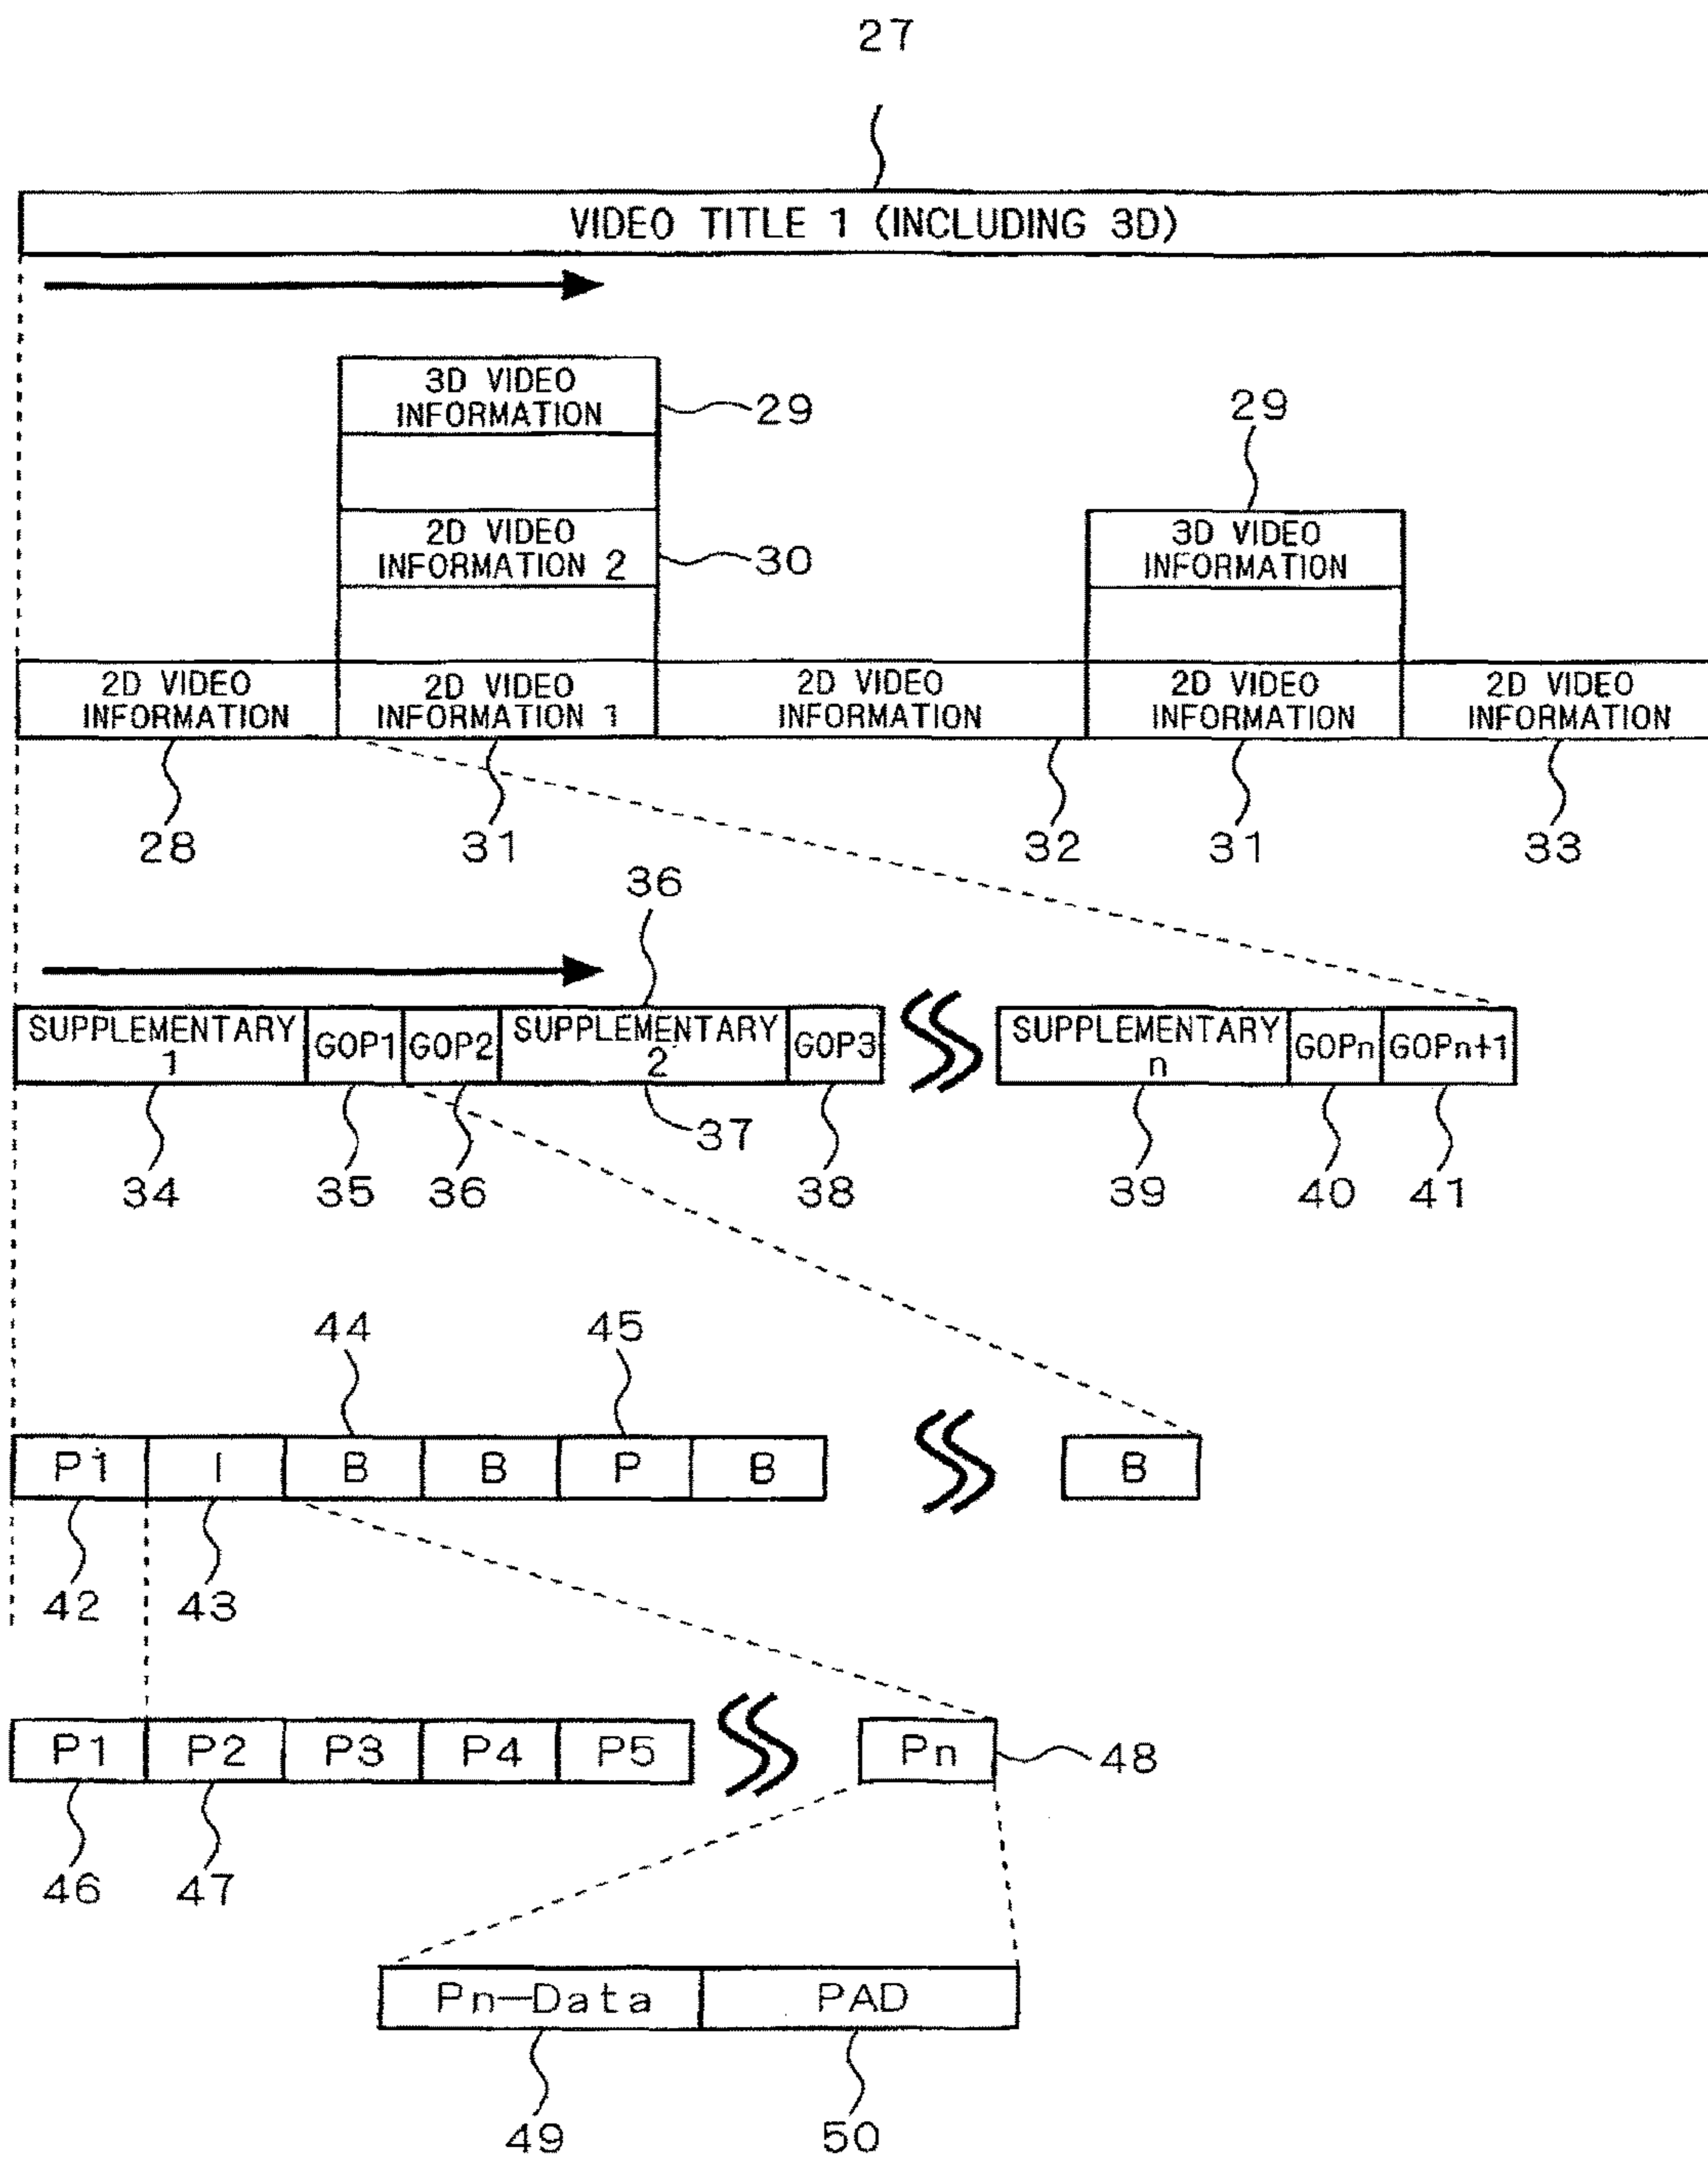 27
VIDEO TITLE 1 (INCLUDING 3D)
3D VIDEO
INFORMATION
29
29
2D VIDEO
INFORMATION 2
30
3D VIDEO
INFORMATION
2D VIDEO
INFORMATION
2D VIDEO
INFORMATION 1
2D VIDEO
INFORMATION
2D VIDEO
INFORMATION
2D VIDEO
INFORMATION
28
31
32
31
33
36
SUPPLEMENTARY
1
GOP1
GOP2
SUPPLEMENTARY
2
GOP3
SUPPLEMENTARY
n
GOPn
GOPn+1
37
34
35
36
38
39
40
41
44
45
P1
I
B
B
P
B
B
42
43
P1
P2
P3
P4
P5
Pn
48
46
47
Pn-Data
PAD
49
50